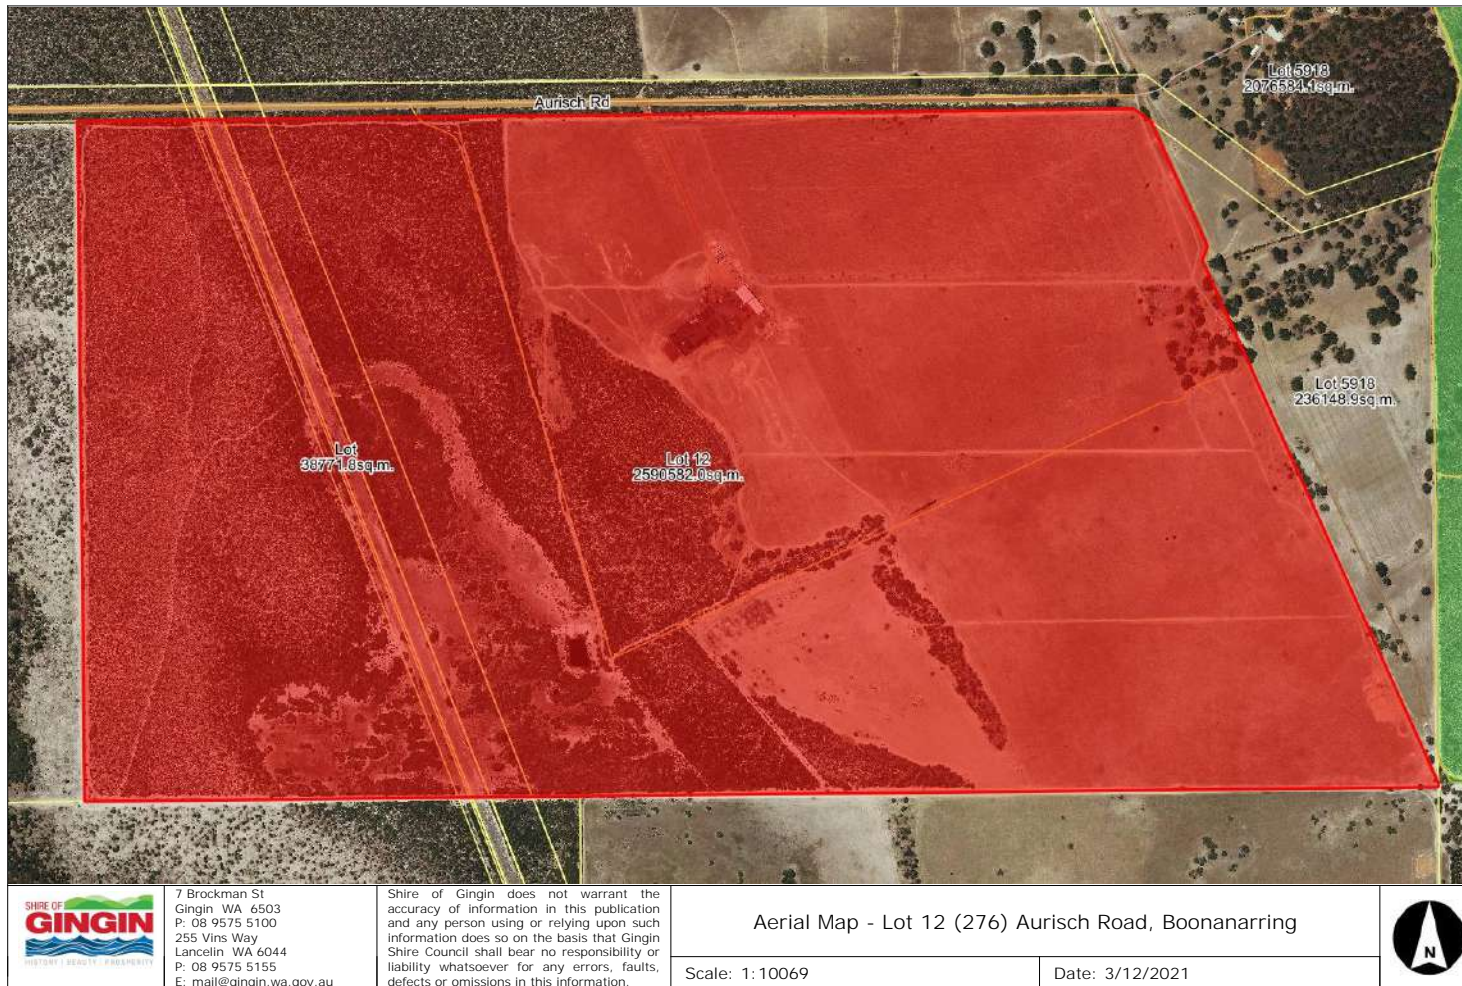 Aurisch Rd
Lot 5918
2076584.1sq.m.
Lot 5918
236148.9sq.m.
Lot
38771.8sq.m.
Lot 12
2590582.0sq.m.
SHIRE OF
GINGIN
HISTORY | BEAUTY | PROSPERITY
7 Brockman St
Gingin WA 6503
P: 08 9575 5100
255 Vins Way
Lancelin WA 6044
P: 08 9575 5155
E: mail@gingin.wa.gov.au
Shire of Gingin does not warrant the
accuracy of information in this publication
and any person using or relying upon such
information does so on the basis that Gingin
Shire Council shall bear no responsibility or
liability whatsoever for any errors, faults,
defects or omissions in this information.
Aerial Map - Lot 12 (276) Aurisch Road, Boonanarring
Scale: 1:10069
Date: 3/12/2021
N